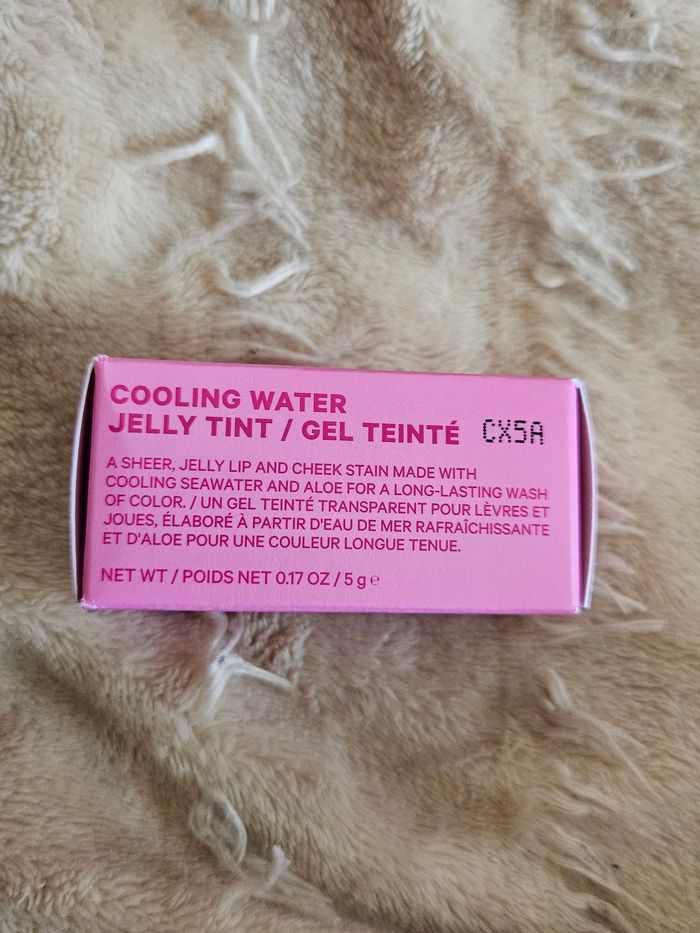 COOLING WATER
JELLY TINT / GEL TEINTÉ CX5A
A SHEER, JELLY LIP AND CHEEK STAIN MADE WITH
COOLING SEAWATER AND ALOE FOR A LONG-LASTING WASH
OF COLOR. / UN GEL TEINTÉ TRANSPARENT POUR LÈVRES ET
JOUES, ÉLABORÉ À PARTIR D'EAU DE MER RAFRAÎCHISSANTE
ET D'ALOE POUR UNE COULEUR LONGUE TENUE.
NET WT / POIDS NET 0.17 OZ / 5 g ℮